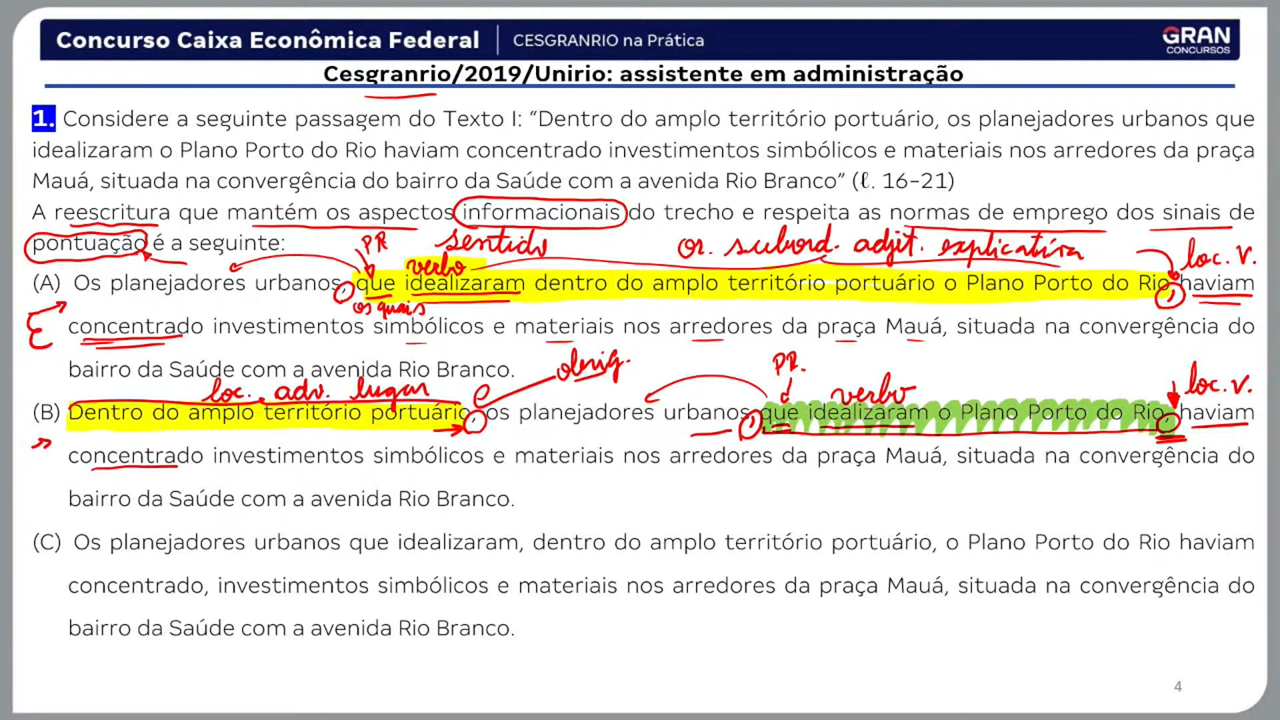 Concurso Caixa Econômica Federal | CESGRANRIO na Prática
GRAN
CONCURSOS
Cesgranrio/2019/Unirio: assistente em administração
1. Considere a seguinte passagem do Texto I: “Dentro do amplo território portuário, os planejadores urbanos que
idealizaram o Plano Porto do Rio haviam concentrado investimentos simbólicos e materiais nos arredores da praça
Mauá, situada na convergência do bairro da Saúde com a avenida Rio Branco” (ℓ. 16-21)
A reescritura que mantém os aspectos informacionais do trecho e respeita as normas de emprego dos sinais de
pontuação é a seguinte:
PR sentido or. subord. adjt. explicativa loc. v.
verbo
(A) Os planejadores urbanos, que idealizaram dentro do amplo território portuário o Plano Porto do Rio, haviam
os quais
concentrado investimentos simbólicos e materiais nos arredores da praça Mauá, situada na convergência do
bairro da Saúde com a avenida Rio Branco.
loc. adv. lugar obrig. PR. verbo loc. v.
(B) Dentro do amplo território portuário, os planejadores urbanos, que idealizaram o Plano Porto do Rio, haviam
concentrado investimentos simbólicos e materiais nos arredores da praça Mauá, situada na convergência do
bairro da Saúde com a avenida Rio Branco.
(C) Os planejadores urbanos que idealizaram, dentro do amplo território portuário, o Plano Porto do Rio haviam
concentrado, investimentos simbólicos e materiais nos arredores da praça Mauá, situada na convergência do
bairro da Saúde com a avenida Rio Branco.
4